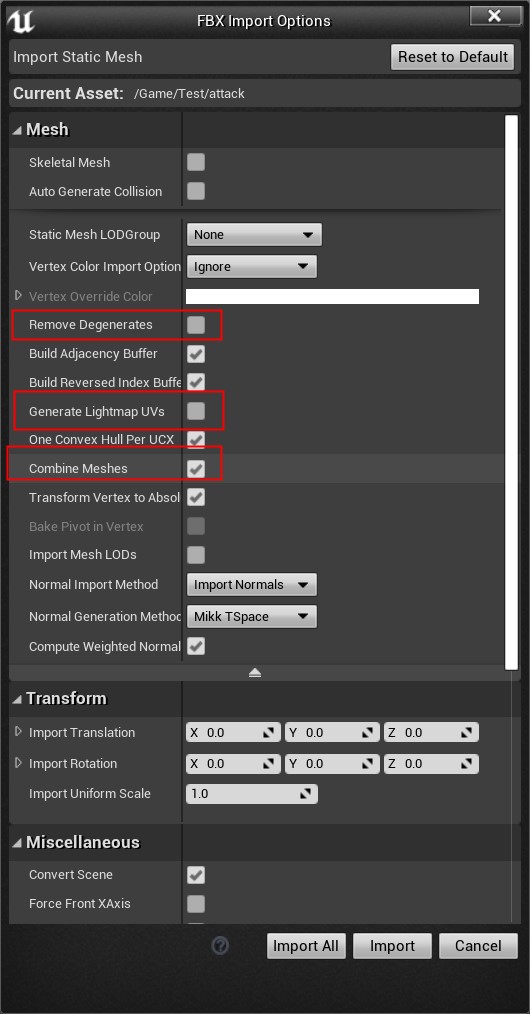 FBX Import Options
Import Static Mesh
Reset to Default
Current Asset: /Game/Test/attack
Mesh
Skeletal Mesh
Auto Generate Collision
Static Mesh LODGroup None
Vertex Color Import Option Ignore
Vertex Override Color
Remove Degenerates
Build Adjacency Buffer
Build Reversed Index Buffe
Generate Lightmap UVs
One Convex Hull Per UCX
Combine Meshes
Transform Vertex to Absol
Bake Pivot in Vertex
Import Mesh LODs
Normal Import Method Import Normals
Normal Generation Method Mikk TSpace
Compute Weighted Normal
Transform
Import Translation X 0.0 Y 0.0 Z 0.0
Import Rotation X 0.0 Y 0.0 Z 0.0
Import Uniform Scale 1.0
Miscellaneous
Convert Scene
Force Front XAxis
? Import All Import Cancel